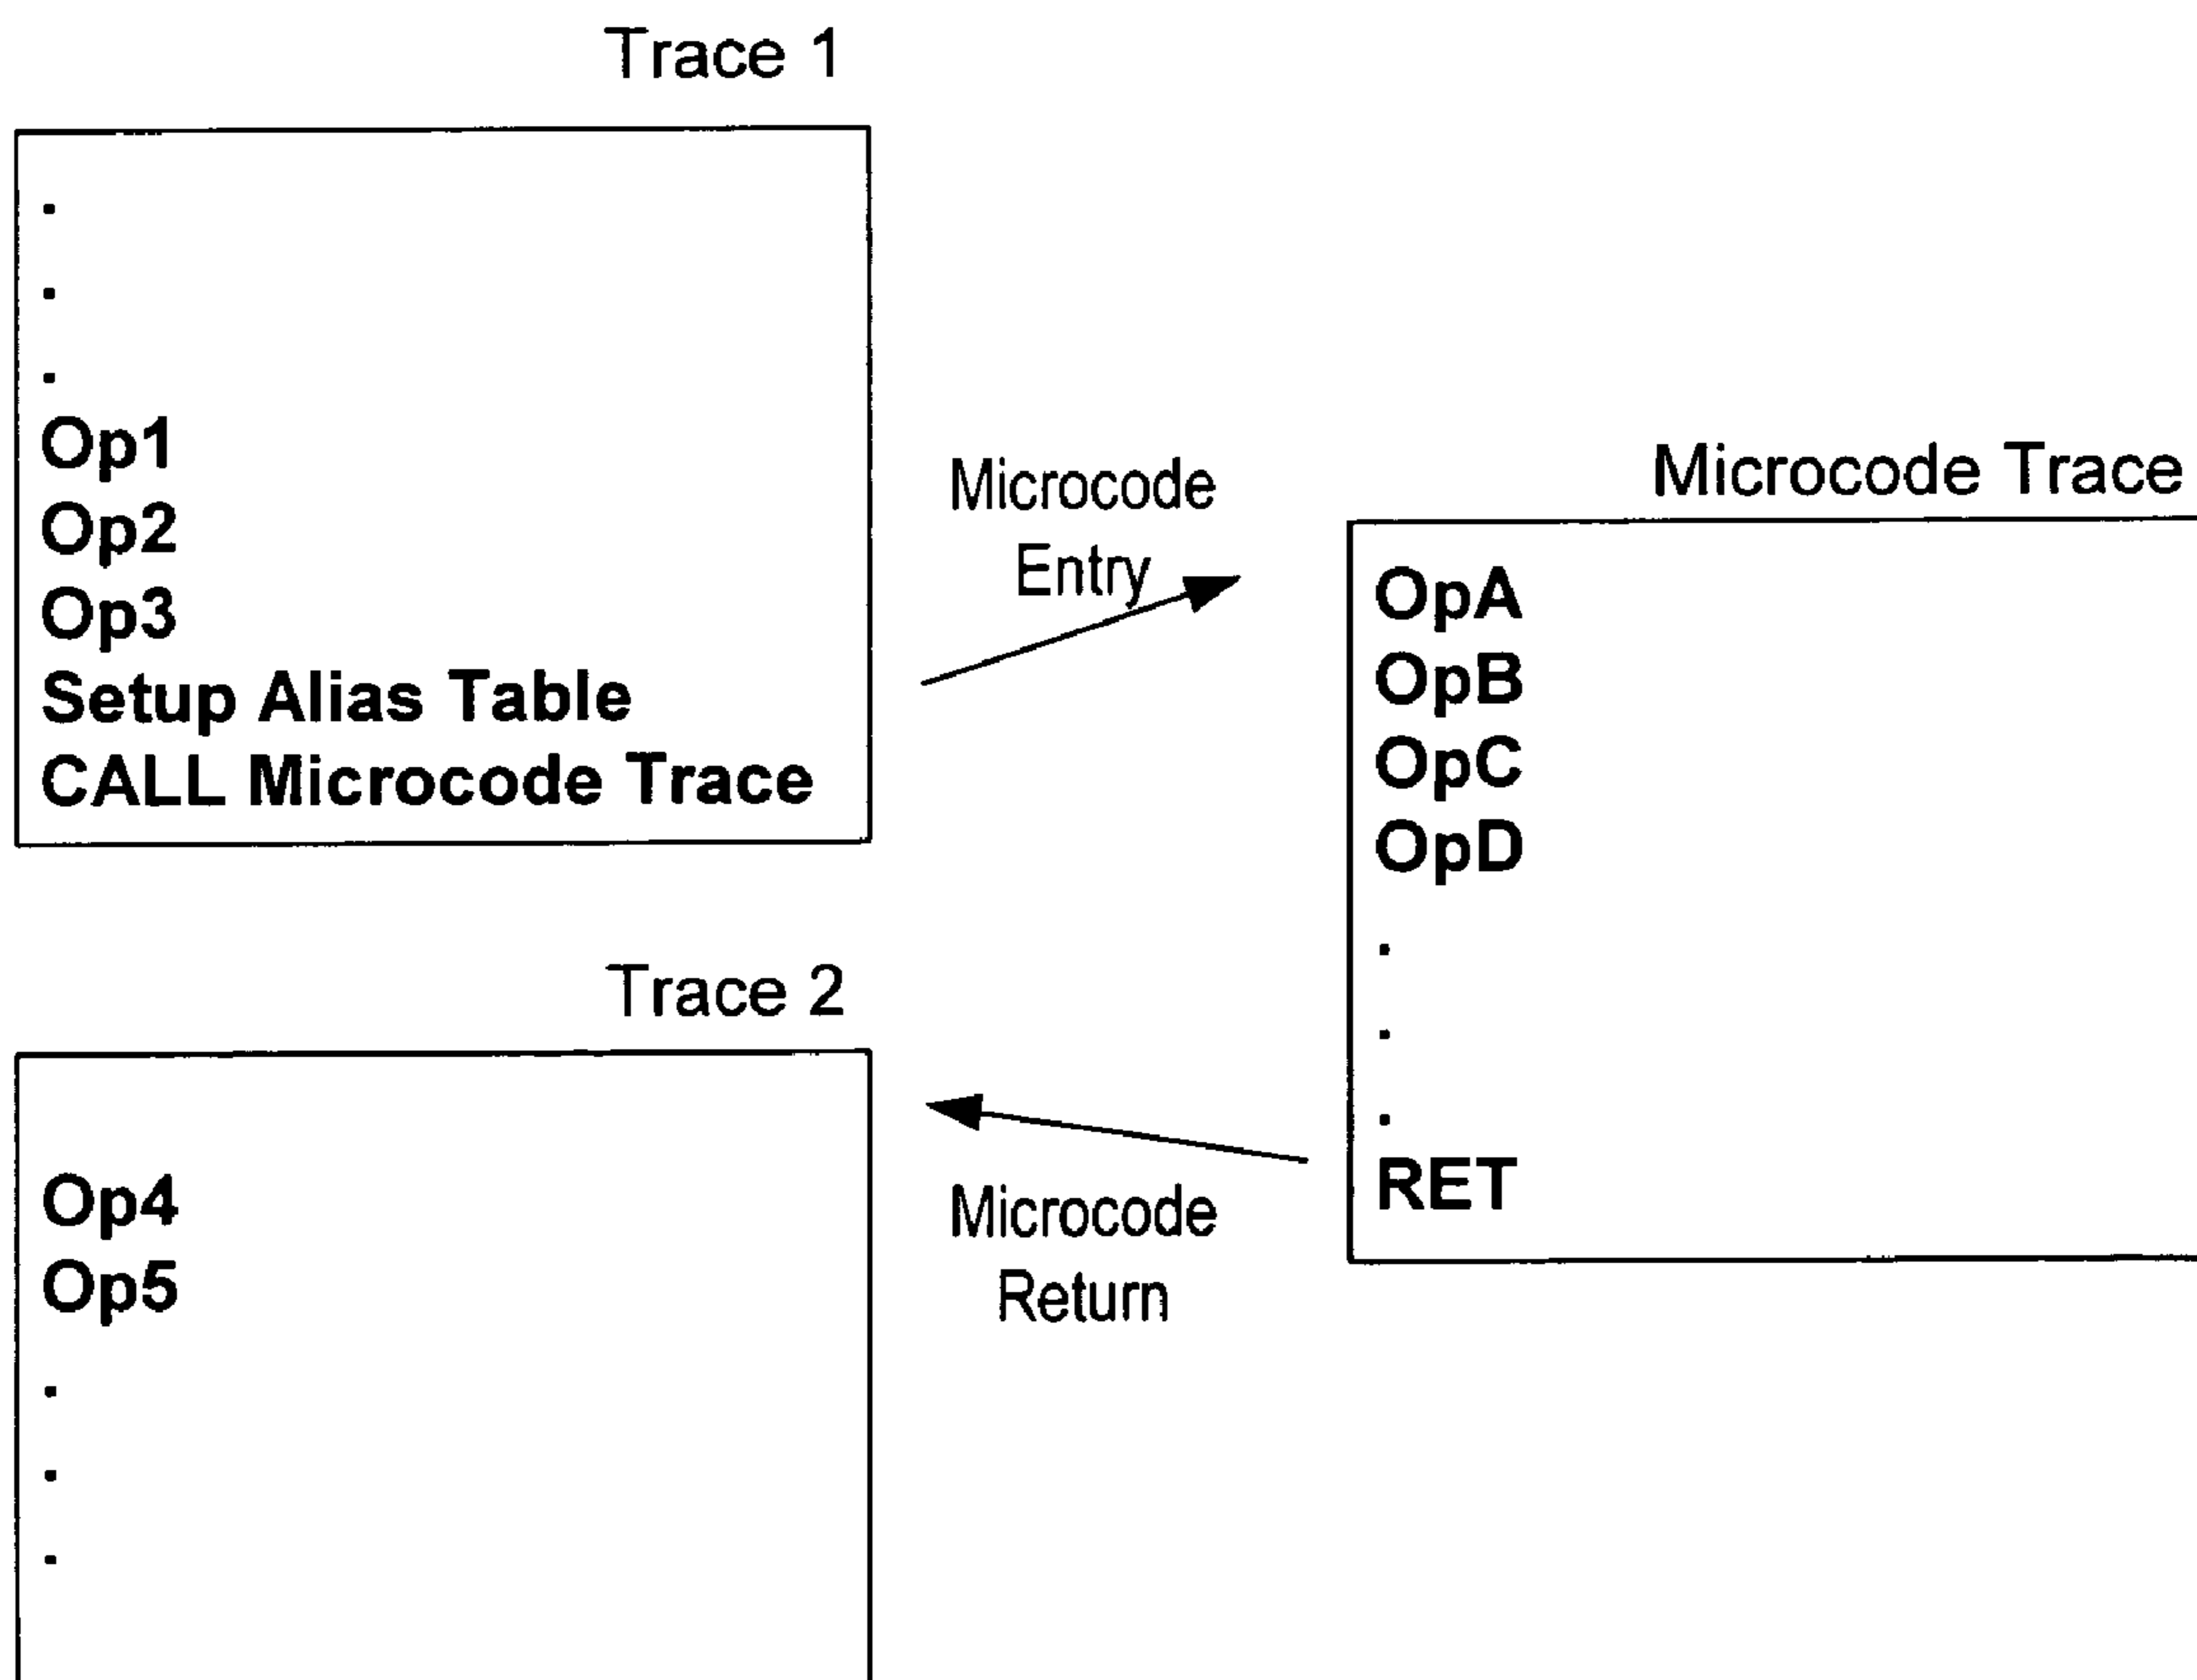 Trace 1
.
.
.
Op1
Op2
Op3
Setup Alias Table
CALL Microcode Trace
Microcode
Entry
Microcode Trace
OpA
OpB
OpC
OpD
.
.
.
RET
Microcode
Return
Trace 2
Op4
Op5
.
.
.